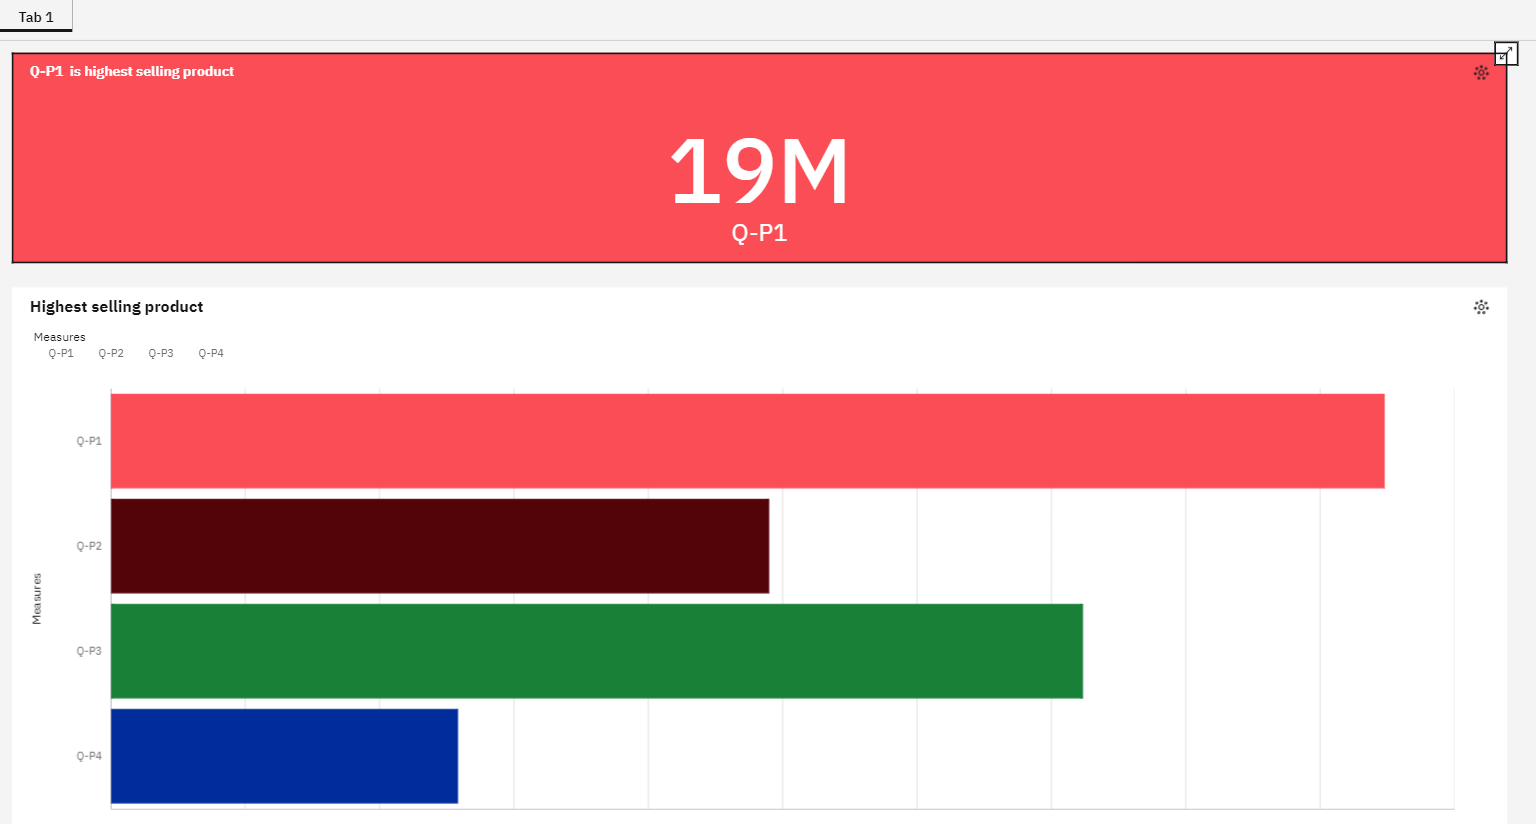 Tab 1
Q-P1 is highest selling product
19M
Q-P1
Highest selling product
Measures
Q-P1 Q-P2 Q-P3 Q-P4
Q-P1
Q-P2
Measures
Q-P3
Q-P4